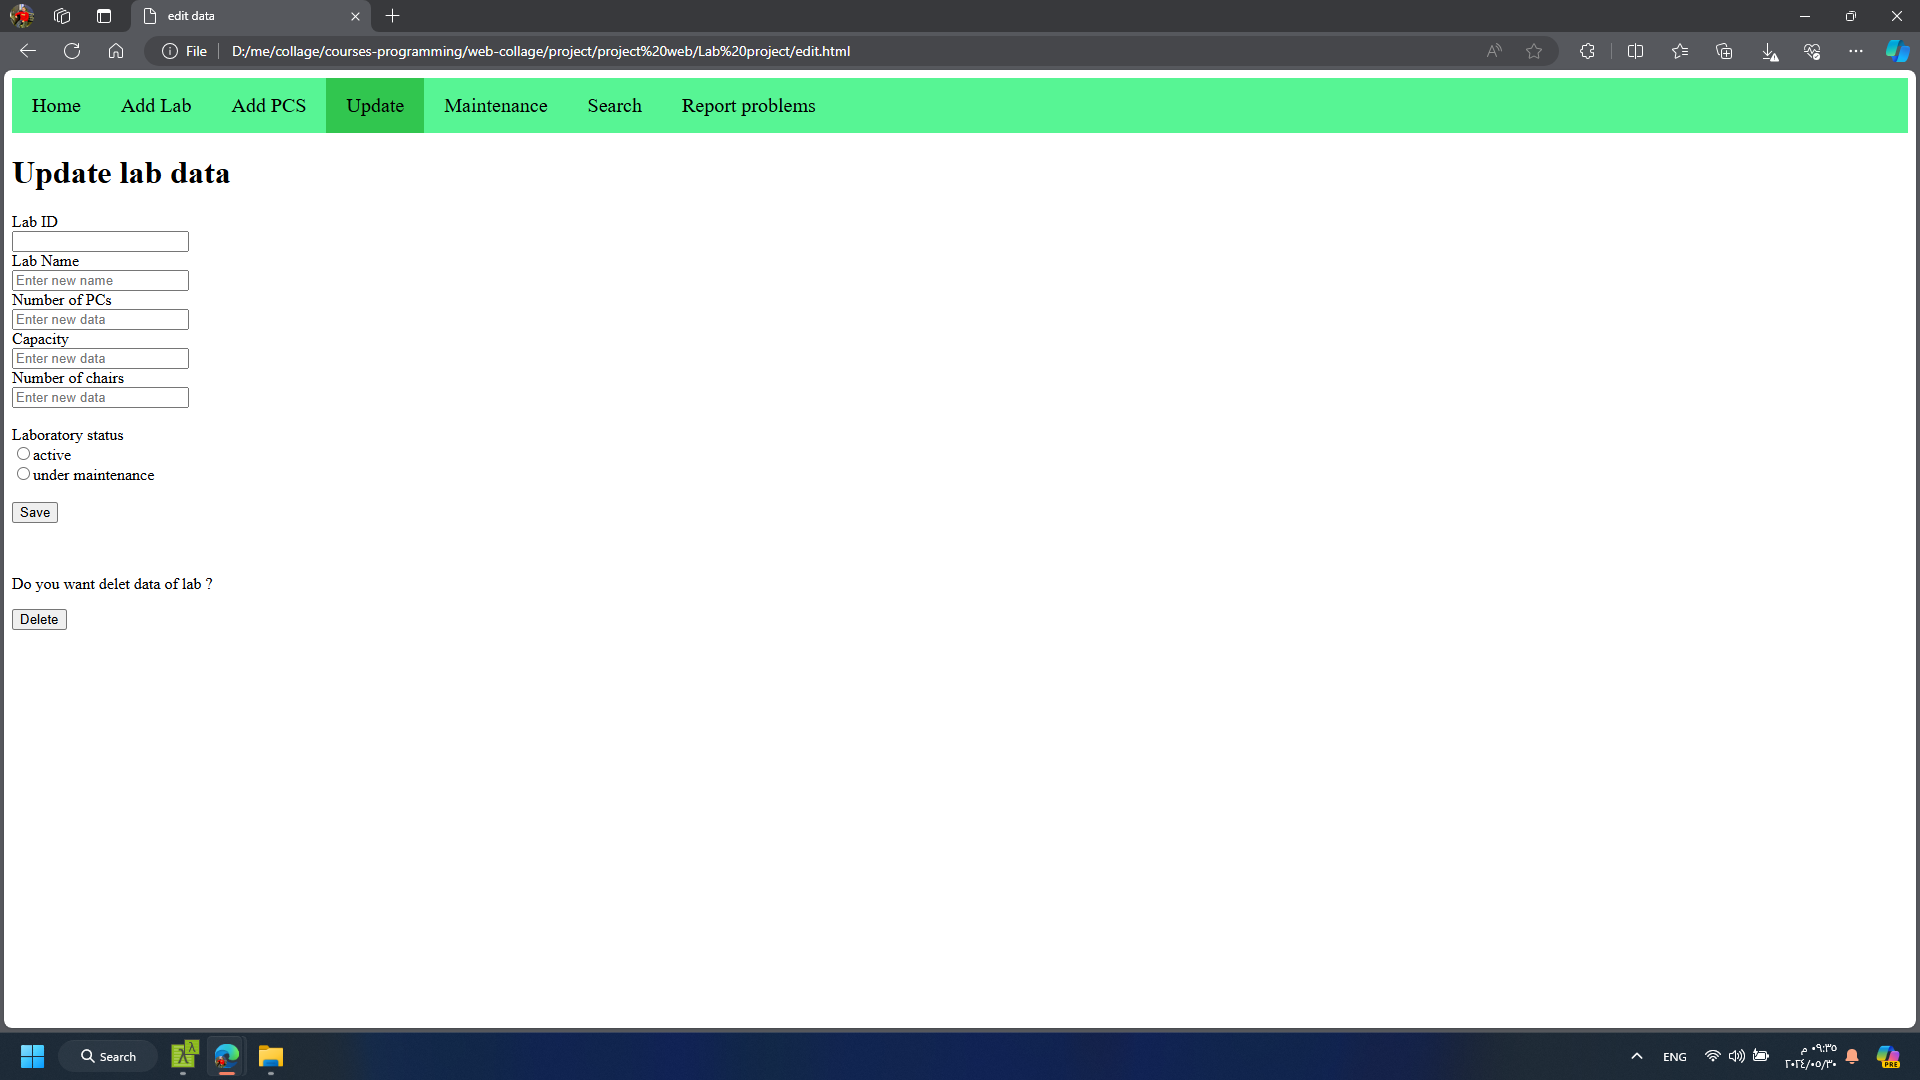 edit data
File
D:/me/collage/courses-programming/web-collage/project/project%20web/Lab%20project/edit.html
Home Add Lab Add PCS Update Maintenance Search Report problems
Update lab data
Lab ID
Lab Name
Enter new name
Number of PCs
Enter new data
Capacity
Enter new data
Number of chairs
Enter new data
Laboratory status
active
under maintenance
Save
Do you want delet data of lab ?
Delete
Search
ENG
٠٩:٣٥ م
٢٠٢٤/٠٥/٣٠
PRE